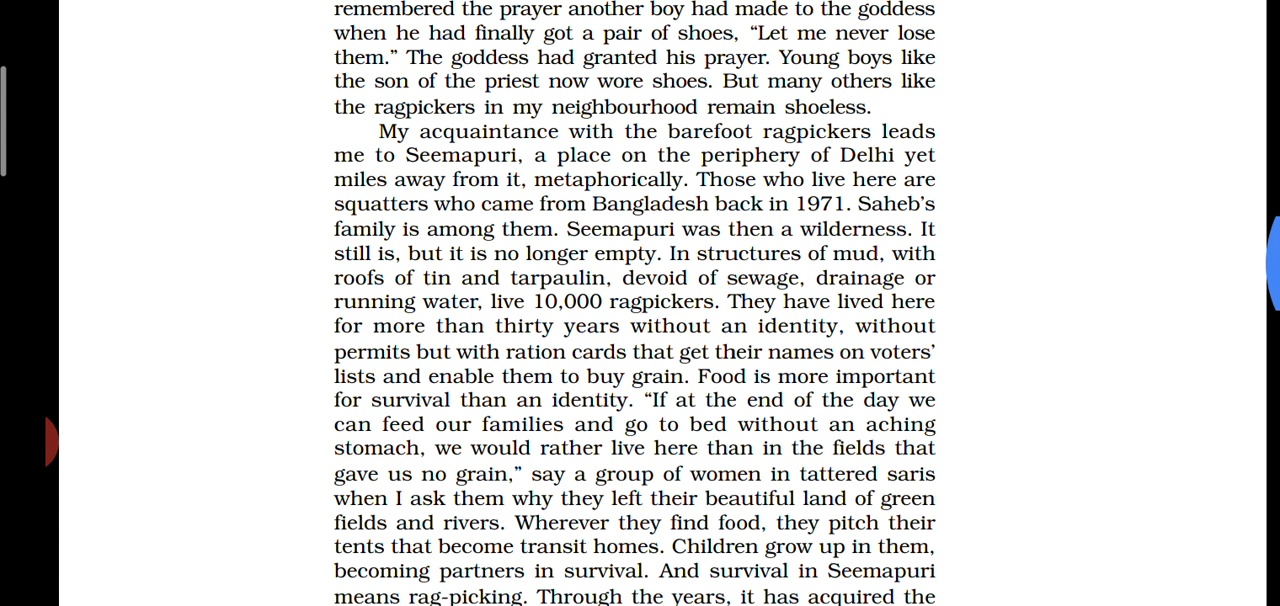 remembered the prayer another boy had made to the goddess
when he had finally got a pair of shoes, “Let me never lose
them.” The goddess had granted his prayer. Young boys like
the son of the priest now wore shoes. But many others like
the ragpickers in my neighbourhood remain shoeless.
My acquaintance with the barefoot ragpickers leads
me to Seemapuri, a place on the periphery of Delhi yet
miles away from it, metaphorically. Those who live here are
squatters who came from Bangladesh back in 1971. Saheb’s
family is among them. Seemapuri was then a wilderness. It
still is, but it is no longer empty. In structures of mud, with
roofs of tin and tarpaulin, devoid of sewage, drainage or
running water, live 10,000 ragpickers. They have lived here
for more than thirty years without an identity, without
permits but with ration cards that get their names on voters’
lists and enable them to buy grain. Food is more important
for survival than an identity. “If at the end of the day we
can feed our families and go to bed without an aching
stomach, we would rather live here than in the fields that
gave us no grain,” say a group of women in tattered saris
when I ask them why they left their beautiful land of green
fields and rivers. Wherever they find food, they pitch their
tents that become transit homes. Children grow up in them,
becoming partners in survival. And survival in Seemapuri
means rag-picking. Through the years, it has acquired the